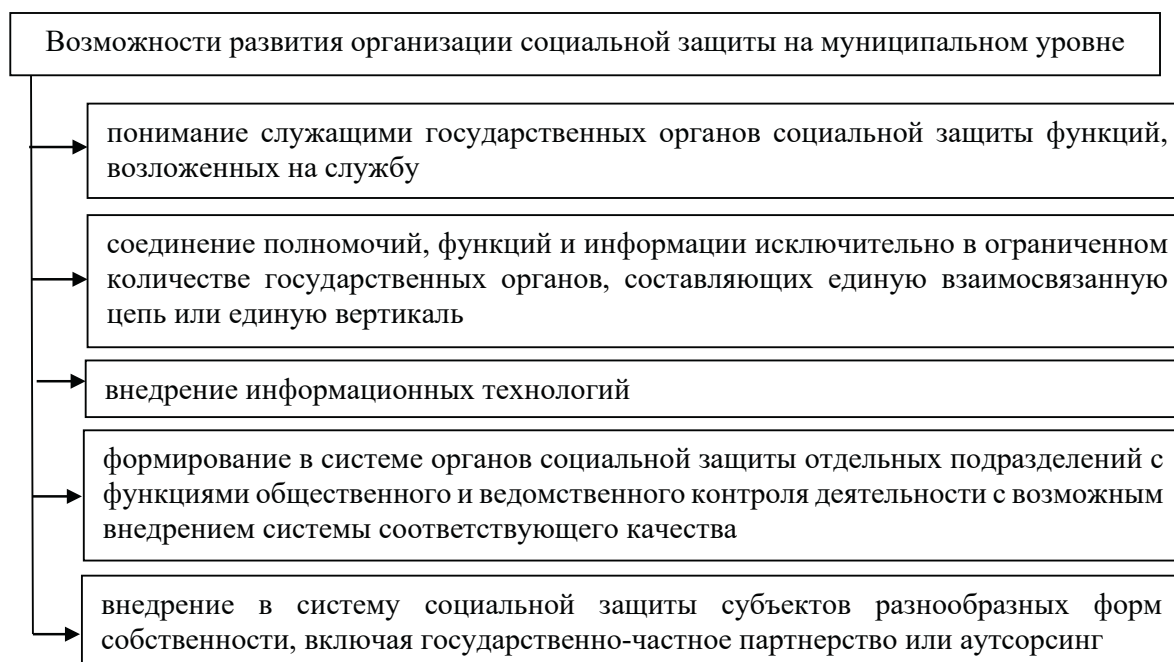 Возможности развития организации социальной защиты на муниципальном уровне
понимание служащими государственных органов социальной защиты функций,
возложенных на службу
соединение полномочий, функций и информации исключительно в ограниченном
количестве государственных органов, составляющих единую взаимосвязанную
цепь или единую вертикаль
внедрение информационных технологий
формирование в системе органов социальной защиты отдельных подразделений с
функциями общественного и ведомственного контроля деятельности с возможным
внедрением системы соответствующего качества
внедрение в систему социальной защиты субъектов разнообразных форм
собственности, включая государственно-частное партнерство или аутсорсинг